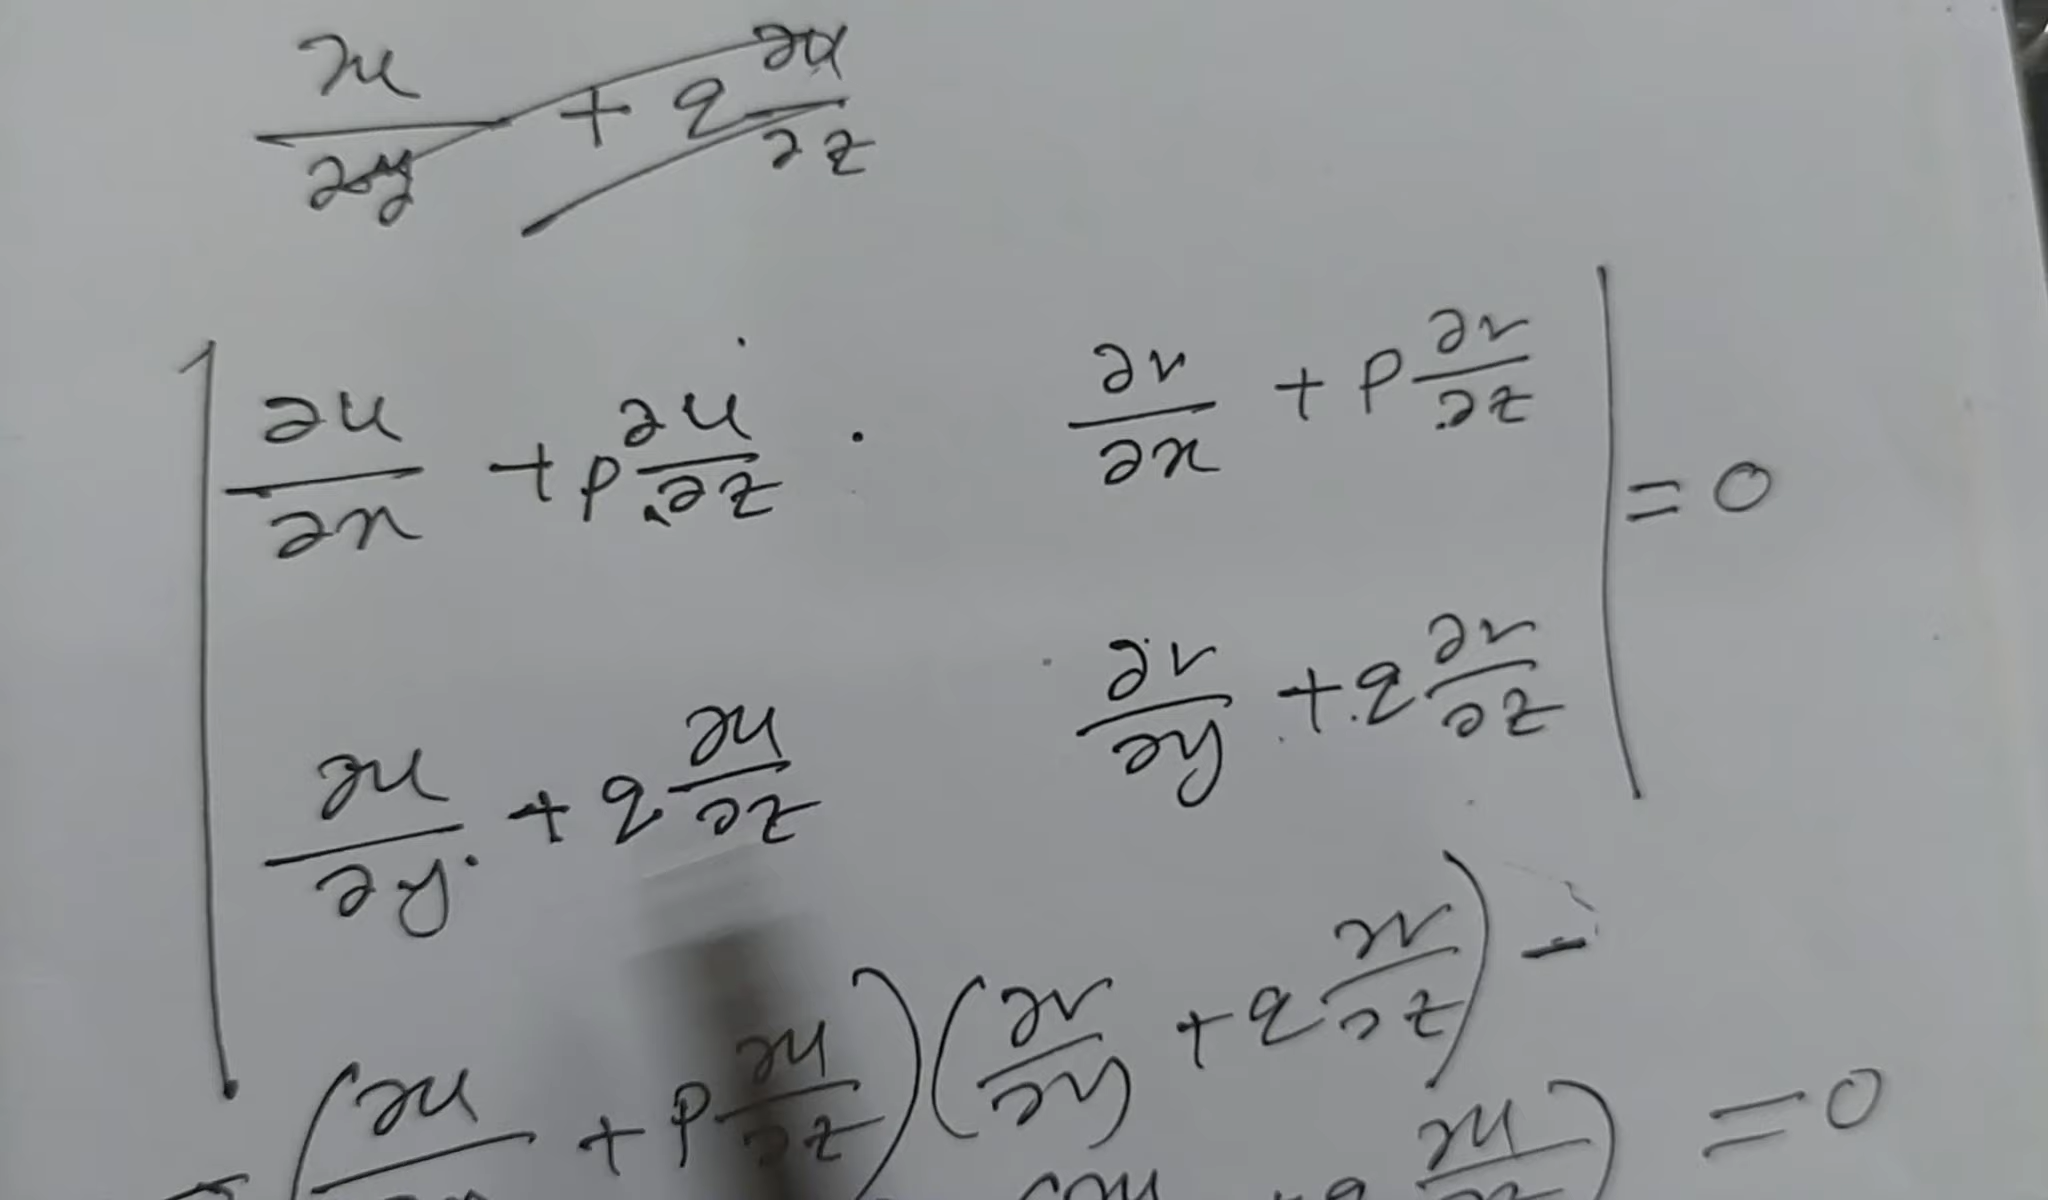 ∂u/∂y + q ∂u/∂z
| ∂u/∂x + p ∂u/∂z   ∂v/∂x + p ∂v/∂z |
| ∂u/∂y + q ∂u/∂z   ∂v/∂y + q ∂v/∂z | = 0
(∂u + p ∂u/∂z)(∂v/∂y + q ∂v/∂z) -
∂u + q ∂u/∂z) = 0